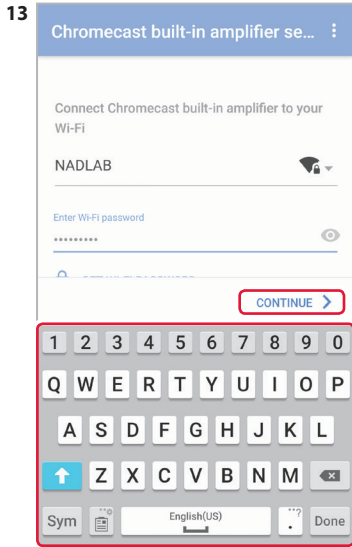 13
Chromecast built-in amplifier se...
Connect Chromecast built-in amplifier to your
Wi-Fi
NADLAB
Enter Wi-Fi password
•••••••••
CONTINUE
1 2 3 4 5 6 7 8 9 0
Q W E R T Y U I O P
A S D F G H J K L
Z X C V B N M
Sym English(US) . Done